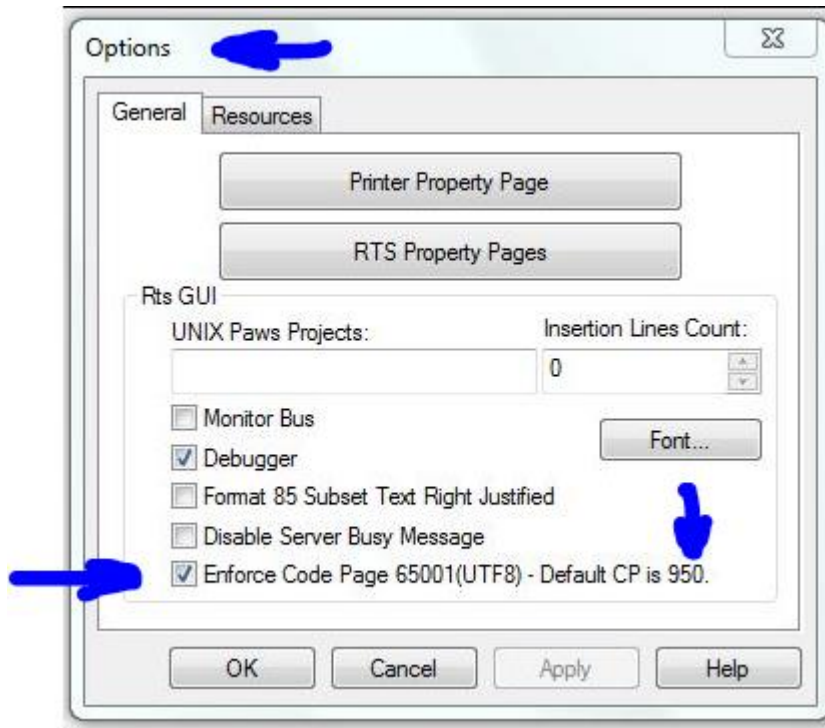 Options
General
Resources
Printer Property Page
RTS Property Pages
Rts GUI
UNIX Paws Projects:
Insertion Lines Count:
0
Monitor Bus
Font...
Debugger
Format 85 Subset Text Right Justified
Disable Server Busy Message
Enforce Code Page 65001(UTF8) - Default CP is 950.
OK
Cancel
Apply
Help